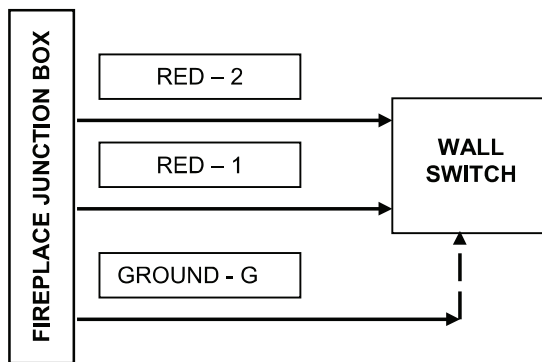 FIREPLACE JUNCTION BOX
RED – 2
RED – 1
GROUND - G
WALL
SWITCH